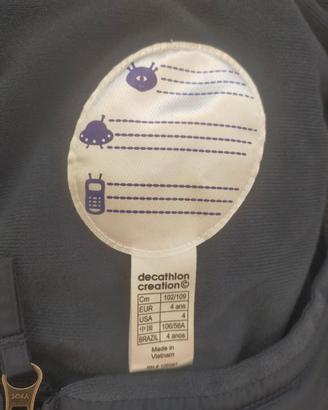 decathlon
creation©
Cm 102/109
EUR 4 ans
USA 4
中国 106/56A
BRAZIL 4 anos
Made in
Vietnam